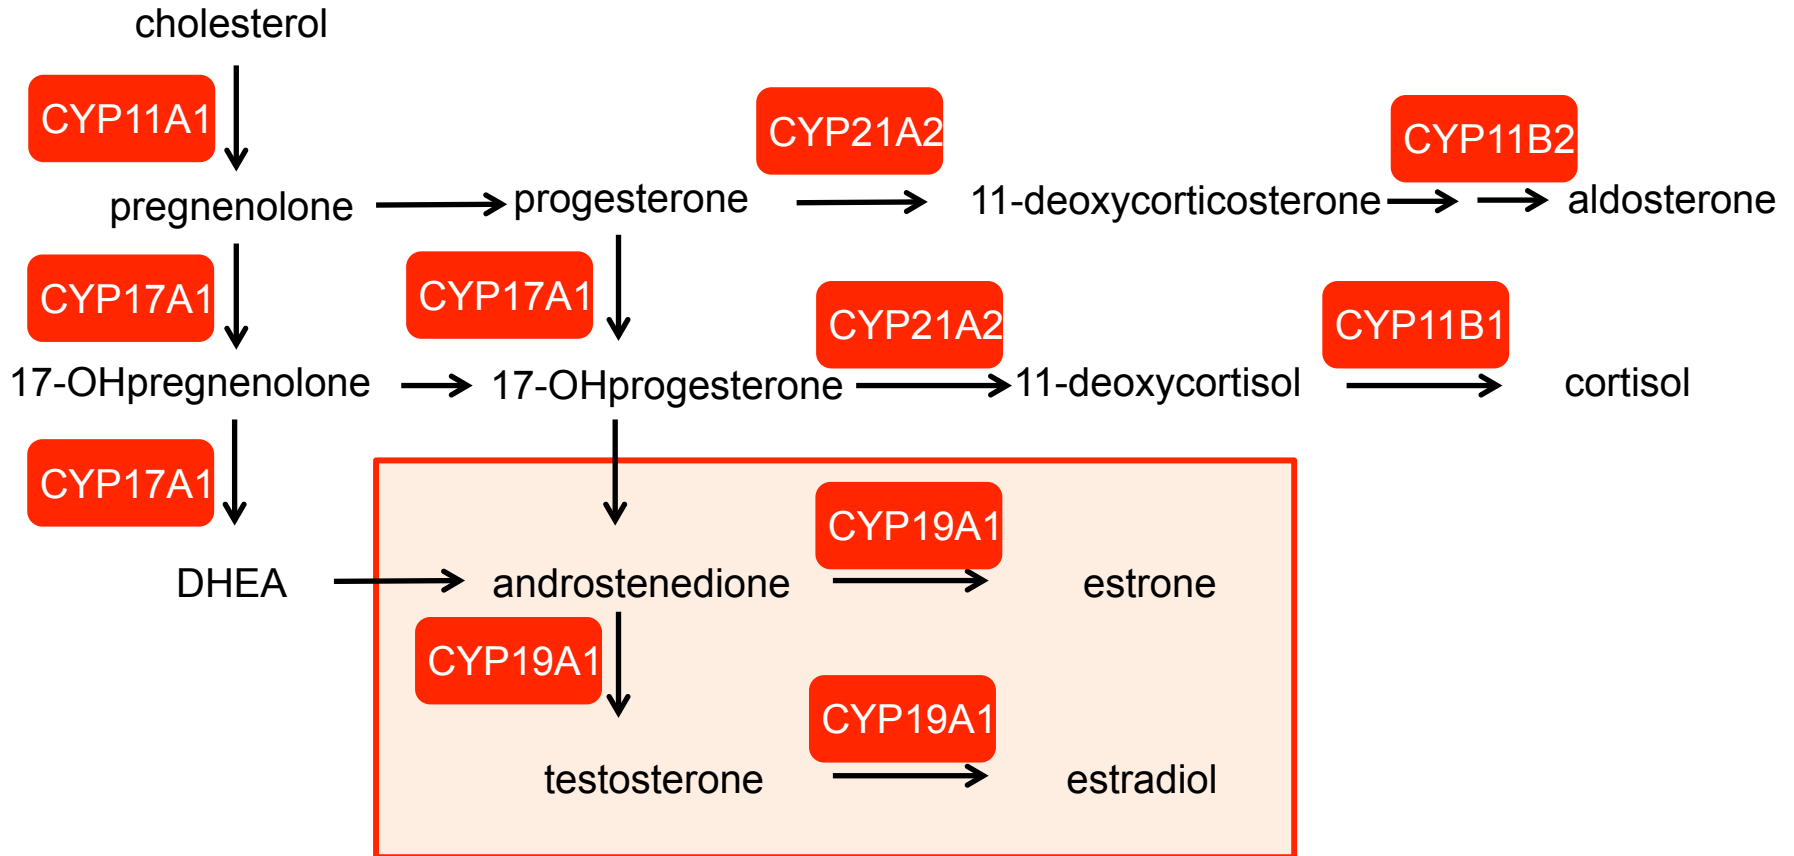 cholesterol
CYP11A1
CYP21A2
CYP11B2
pregnenolone
progesterone
11-deoxycorticosterone
aldosterone
CYP17A1
CYP17A1
CYP21A2
CYP11B1
17-OHpregnenolone
17-OHprogesterone
11-deoxycortisol
cortisol
CYP17A1
CYP19A1
DHEA
androstenedione
estrone
CYP19A1
CYP19A1
testosterone
estradiol